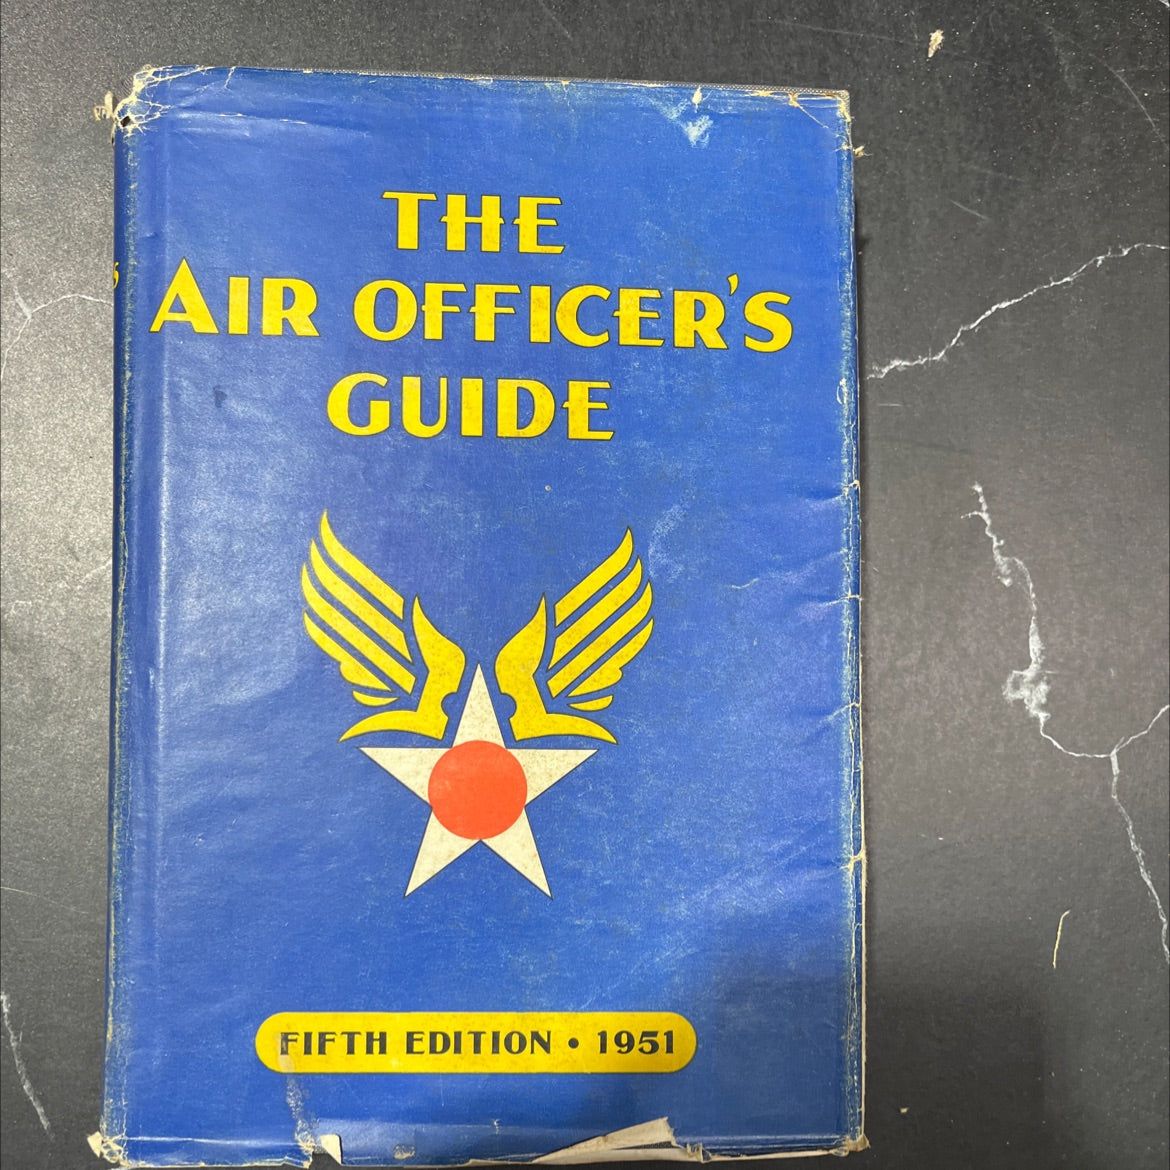 THE
AIR OFFICER'S
GUIDE
FIFTH EDITION • 1951